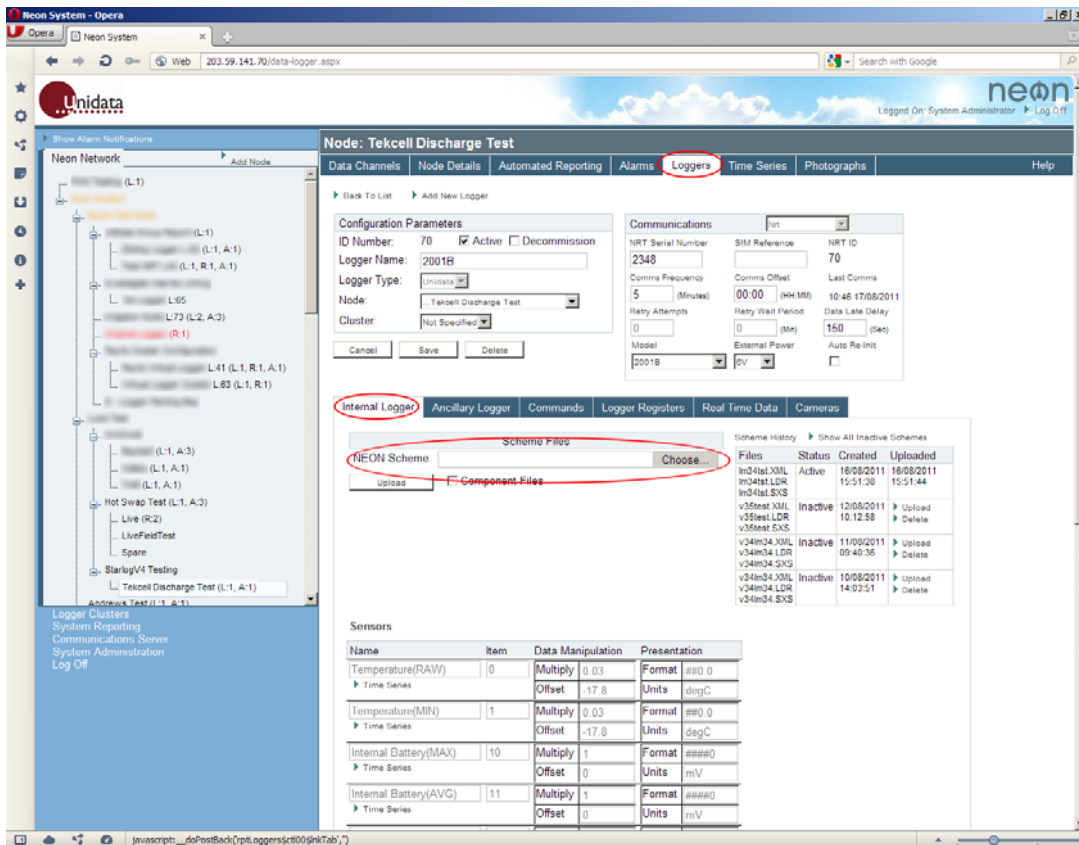 Neon System - Opera
Opera
Neon System
Web
203.59.141.70/data-logger.aspx
Search with Google
Unidata
neon
Logged On: System Administrator
Log Off
Show Alarm Notifications
Neon Network
Add Node
(L:1)
(L:1)
(L:1, A:1)
(L:1, R:1, A:1)
L:65
L:73 (L:2, A:3)
(R:1)
L:41 (L:1, R:1, A:1)
L:63 (L:1, R:1)
(L:1, A:3)
(L:1, A:1)
(L:1, A:1)
Hot Swap Test (L:1, A:3)
Live (R:2)
LiveFieldTest
Spare
StarlogV4 Testing
Tekcell Discharge Test (L:1, A:1)
Andrews Test (L:1, A:1)
Logger Clusters
System Reporting
Communications Server
System Administration
Log Off
Node: Tekcell Discharge Test
Data Channels
Node Details
Automated Reporting
Alarms
Loggers
Time Series
Photographs
Help
Back To List
Add New Logger
Configuration Parameters
ID Number: 70 Active Decommission
Logger Name: 2001B
Logger Type: Unidata
Node: ...Tekcell Discharge Test
Cluster: Not Specified
Cancel
Save
Delete
Communications Nrt
NRT Serial Number SIM Reference NRT ID
2348 70
Comms Frequency Comms Offset Last Comms
5 (Minutes) 00:00 (HH:MM) 10:46 17/08/2011
Retry Attempts Retry Wait Period Data Late Delay
0 0 (Min) 150 (Sec)
Model External Power Auto Re-Init
2001B 6V
Internal Logger
Ancillary Logger
Commands
Logger Registers
Real Time Data
Cameras
Scheme Files
NEON Scheme: Choose...
Upload Component Files
Scheme History Show All Inactive Schemes
Files Status Created Uploaded
lm34tst.XML Active 16/08/2011 16/08/2011
lm34tst.LDR 15:51:38 15:51:44
lm34tst.SXS
v35test.XML Inactive 12/08/2011 Upload
v35test.LDR 10:12:58 Delete
v35test.SXS
v34lm34.XML Inactive 11/08/2011 Upload
v34lm34.LDR 09:40:36 Delete
v34lm34.SXS
v34lm34.XML Inactive 10/08/2011 Upload
v34lm34.LDR 14:03:51 Delete
v34lm34.SXS
Sensors
Name Item Data Manipulation Presentation
Temperature(RAW) 0 Multiply 0.03 Format ##0.0
Time Series Offset -17.8 Units degC
Temperature(MIN) 1 Multiply 0.03 Format ##0.0
Time Series Offset -17.8 Units degC
Internal Battery(MAX) 10 Multiply 1 Format ####0
Time Series Offset 0 Units mV
Internal Battery(AVG) 11 Multiply 1 Format ####0
Time Series Offset 0 Units mV
javascript:__doPostBack('rptLoggers$ctl00$lnkTab','')